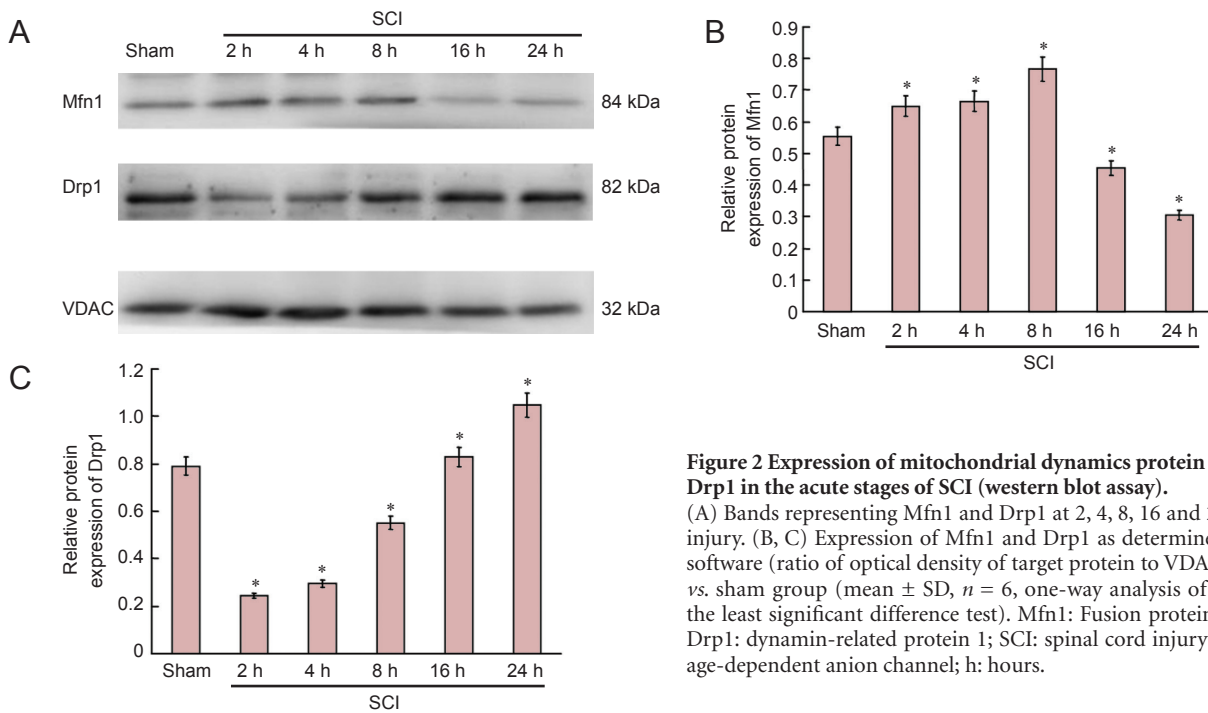 A
SCI
Sham 2 h 4 h 8 h 16 h 24 h
Mfn1 84 kDa
Drp1 82 kDa
VDAC 32 kDa
B
Relative protein
expression of Mfn1
0.9
0.8
0.7
0.6
0.5
0.4
0.3
0.2
0.1
0
* * * * *
Sham 2 h 4 h 8 h 16 h 24 h
SCI
C
Relative protein
expression of Drp1
1.2
1.0
0.8
0.6
0.4
0.2
0
* * * * *
Sham 2 h 4 h 8 h 16 h 24 h
SCI
Figure 2 Expression of mitochondrial dynamics protein
Drp1 in the acute stages of SCI (western blot assay).
(A) Bands representing Mfn1 and Drp1 at 2, 4, 8, 16 and
injury. (B, C) Expression of Mfn1 and Drp1 as determine
software (ratio of optical density of target protein to VDA
vs. sham group (mean ± SD, n = 6, one-way analysis of
the least significant difference test). Mfn1: Fusion protein
Drp1: dynamin-related protein 1; SCI: spinal cord injury
age-dependent anion channel; h: hours.